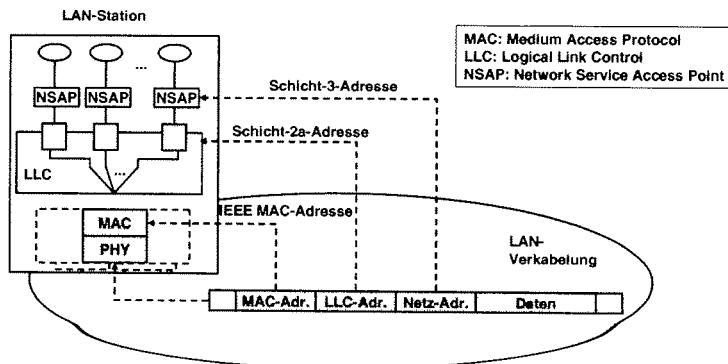 LAN-Station
MAC: Medium Access Protocol
LLC: Logical Link Control
NSAP: Network Service Access Point
...
NSAP NSAP NSAP
Schicht-3-Adresse
Schicht-2a-Adresse
...
LLC
IEEE MAC-Adresse
MAC
PHY
LAN-
Verkabelung
MAC-Adr. LLC-Adr. Netz-Adr. Daten